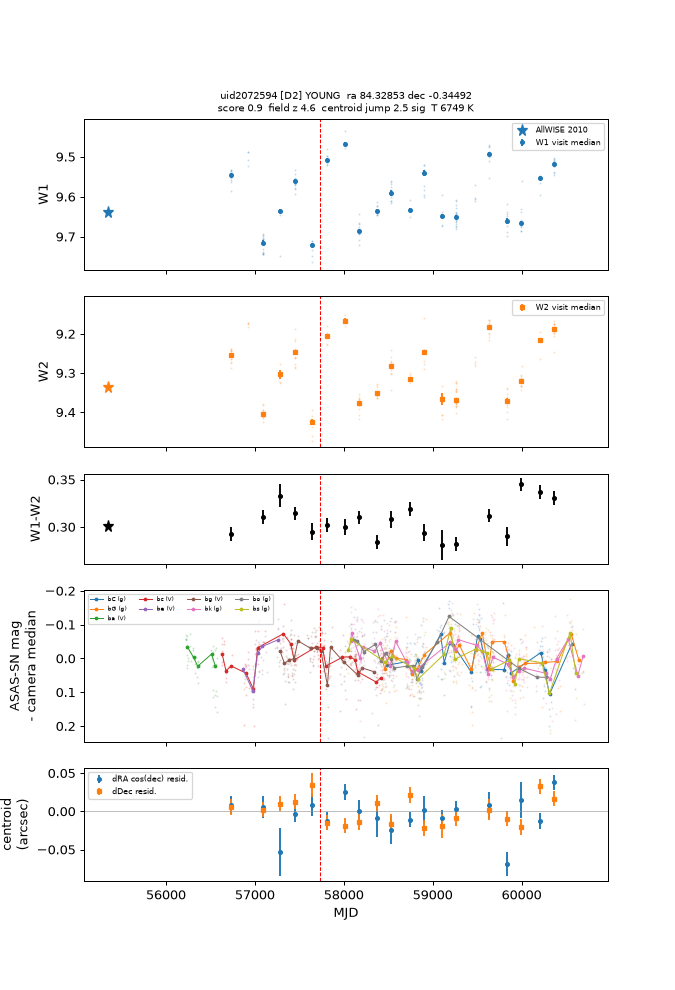 uid2072594 [D2] YOUNG ra 84.32853 dec -0.34492
score 0.9 field z 4.6 centroid jump 2.5 sig T 6749 K
AllWISE 2010
W1 visit median
9.5
9.6
9.7
W1
W2 visit median
9.2
9.3
9.4
W2
0.35
0.30
W1-W2
bC (g)
bG (g)
ba (V)
bc (V)
be (V)
bg (V)
bk (g)
bo (g)
bs (g)
−0.2
−0.1
0.0
0.1
0.2
ASAS-SN mag
- camera median
dRA cos(dec) resid.
dDec resid.
0.05
0.00
−0.05
centroid
(arcsec)
56000
57000
58000
59000
60000
MJD